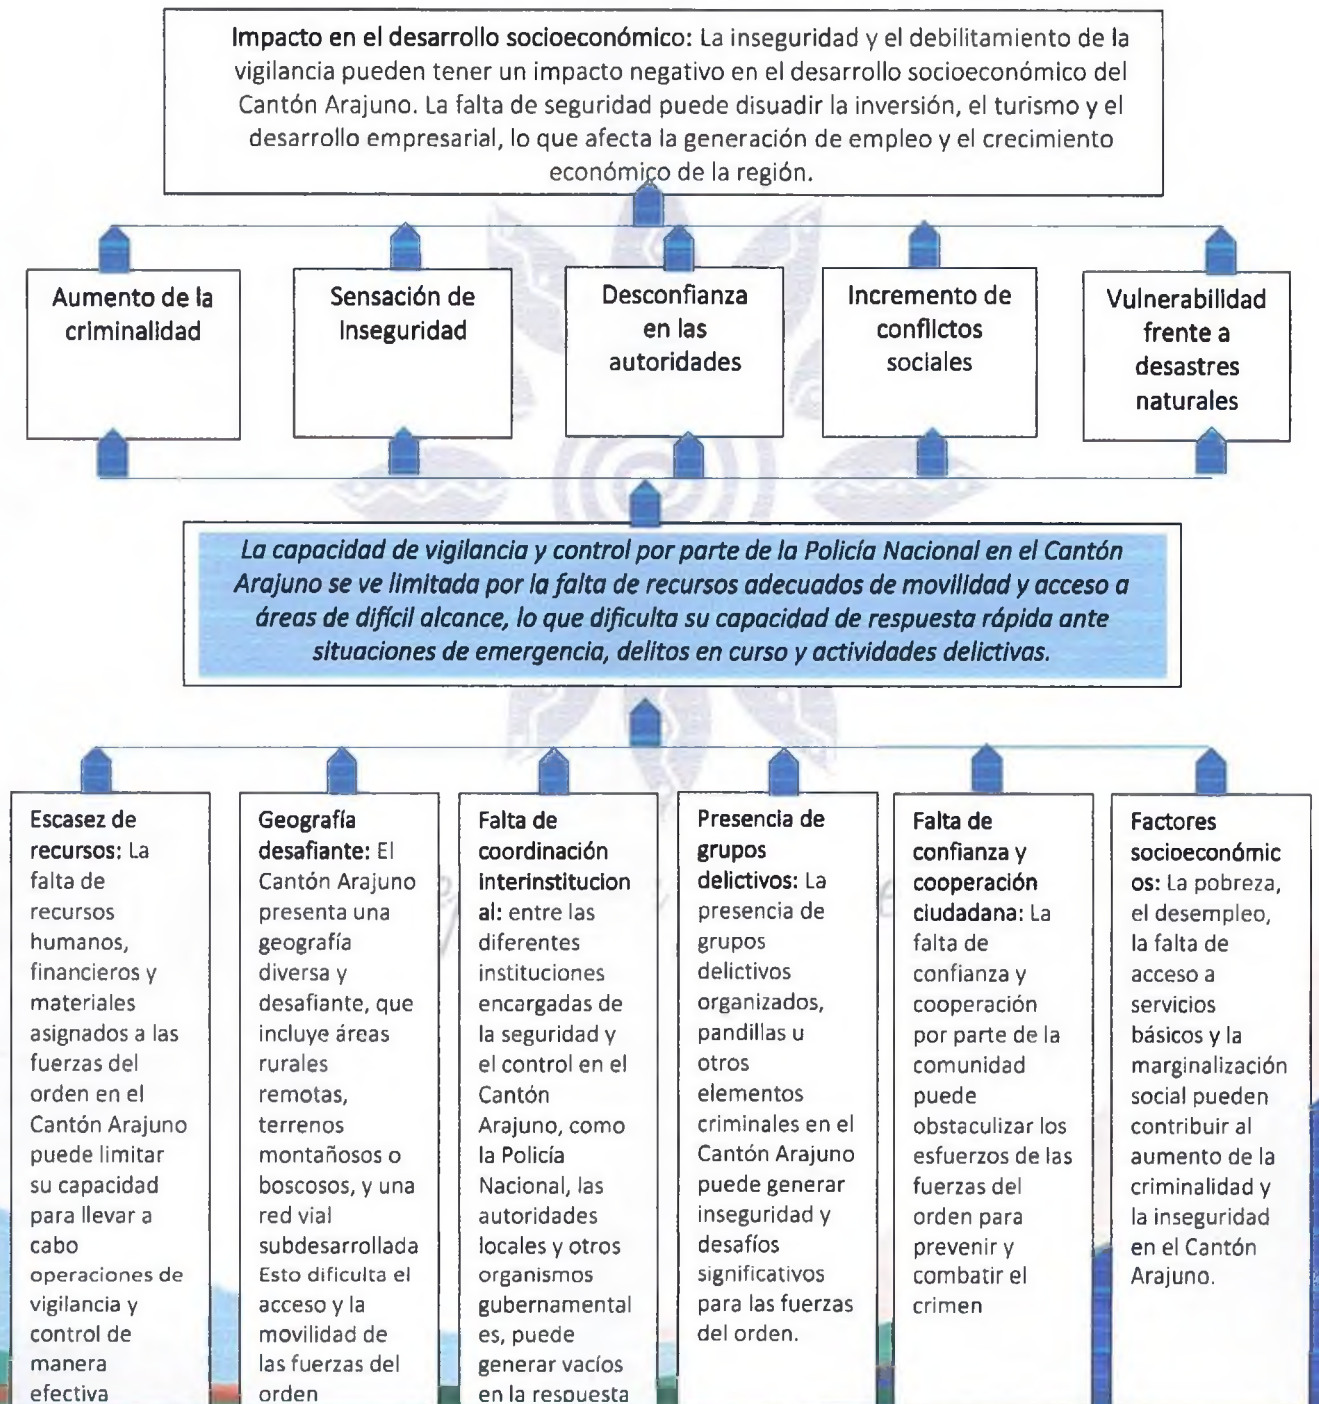 Impacto en el desarrollo socioeconómico: La inseguridad y el debilitamiento de la
vigilancia pueden tener un impacto negativo en el desarrollo socioeconómico del
Cantón Arajuno. La falta de seguridad puede disuadir la inversión, el turismo y el
desarrollo empresarial, lo que afecta la generación de empleo y el crecimiento
económico de la región.
Aumento de la
criminalidad
Sensación de
Inseguridad
Desconfianza
en las
autoridades
Incremento de
conflictos
sociales
Vulnerabilidad
frente a
desastres
naturales
La capacidad de vigilancia y control por parte de la Policía Nacional en el Cantón
Arajuno se ve limitada por la falta de recursos adecuados de movilidad y acceso a
áreas de difícil alcance, lo que dificulta su capacidad de respuesta rápida ante
situaciones de emergencia, delitos en curso y actividades delictivas.
Escasez de
recursos: La
falta de
recursos
humanos,
financieros y
materiales
asignados a las
fuerzas del
orden en el
Cantón Arajuno
puede limitar
su capacidad
para llevar a
cabo
operaciones de
vigilancia y
control de
manera
efectiva
Geografía
desafiante: El
Cantón Arajuno
presenta una
geografía
diversa y
desafiante, que
incluye áreas
rurales
remotas,
terrenos
montañosos o
boscosos, y una
red vial
subdesarrollada
Esto dificulta el
acceso y la
movilidad de
las fuerzas del
orden
Falta de
coordinación
interinstitucion
al: entre las
diferentes
instituciones
encargadas de
la seguridad y
el control en el
Cantón
Arajuno, como
la Policía
Nacional, las
autoridades
locales y otros
organismos
gubernamental
es, puede
generar vacíos
en la respuesta
Presencia de
grupos
delictivos: La
presencia de
grupos
delictivos
organizados,
pandillas u
otros
elementos
criminales en el
Cantón Arajuno
puede generar
inseguridad y
desafíos
significativos
para las fuerzas
del orden.
Falta de
confianza y
cooperación
ciudadana: La
falta de
confianza y
cooperación
por parte de la
comunidad
puede
obstaculizar los
esfuerzos de las
fuerzas del
orden para
prevenir y
combatir el
crimen
Factores
socioeconómic
os: La pobreza,
el desempleo,
la falta de
acceso a
servicios
básicos y la
marginalización
social pueden
contribuir al
aumento de la
criminalidad y
la inseguridad
en el Cantón
Arajuno.